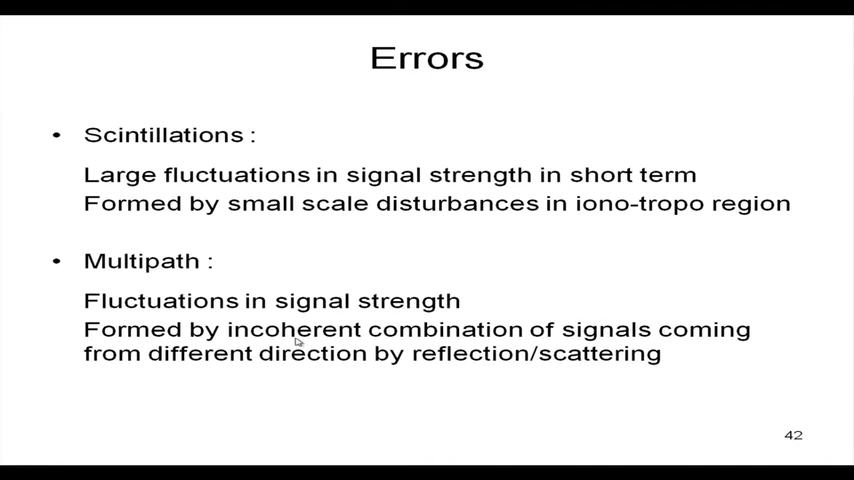 Errors
• Scintillations :
Large fluctuations in signal strength in short term
Formed by small scale disturbances in iono-tropo region
• Multipath :
Fluctuations in signal strength
Formed by incoherent combination of signals coming
from different direction by reflection/scattering
42